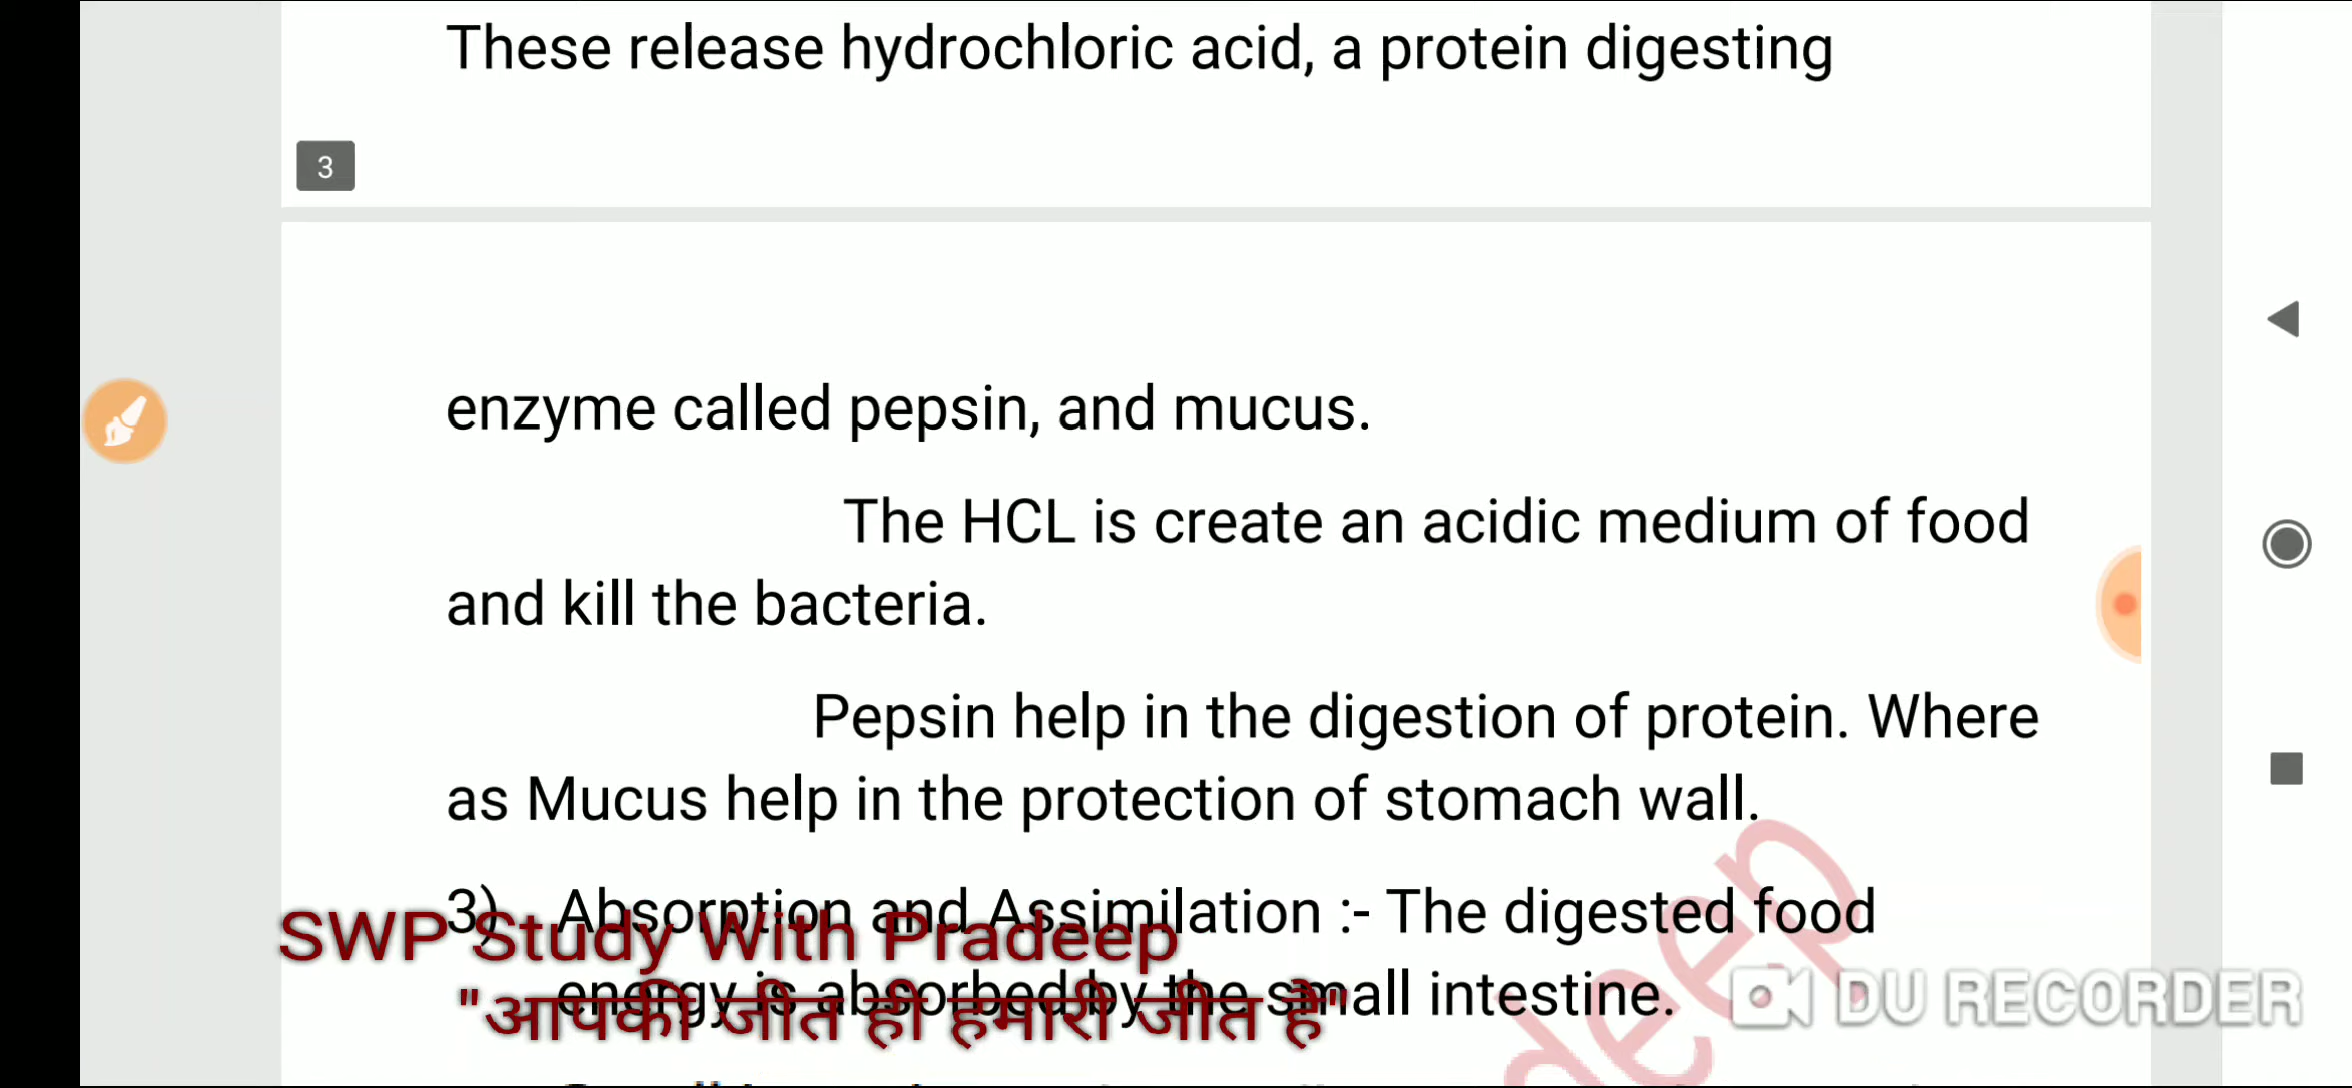 These release hydrochloric acid, a protein digesting
3
enzyme called pepsin, and mucus.
The HCL is create an acidic medium of food
and kill the bacteria.
Pepsin help in the digestion of protein. Where
as Mucus help in the protection of stomach wall.
3) Absorption and Assimilation :- The digested food
energy is absorbed by the small intestine.
SWP Study With Pradeep
"आपकी जीत ही हमारी जीत है"
deep
DU RECORDER